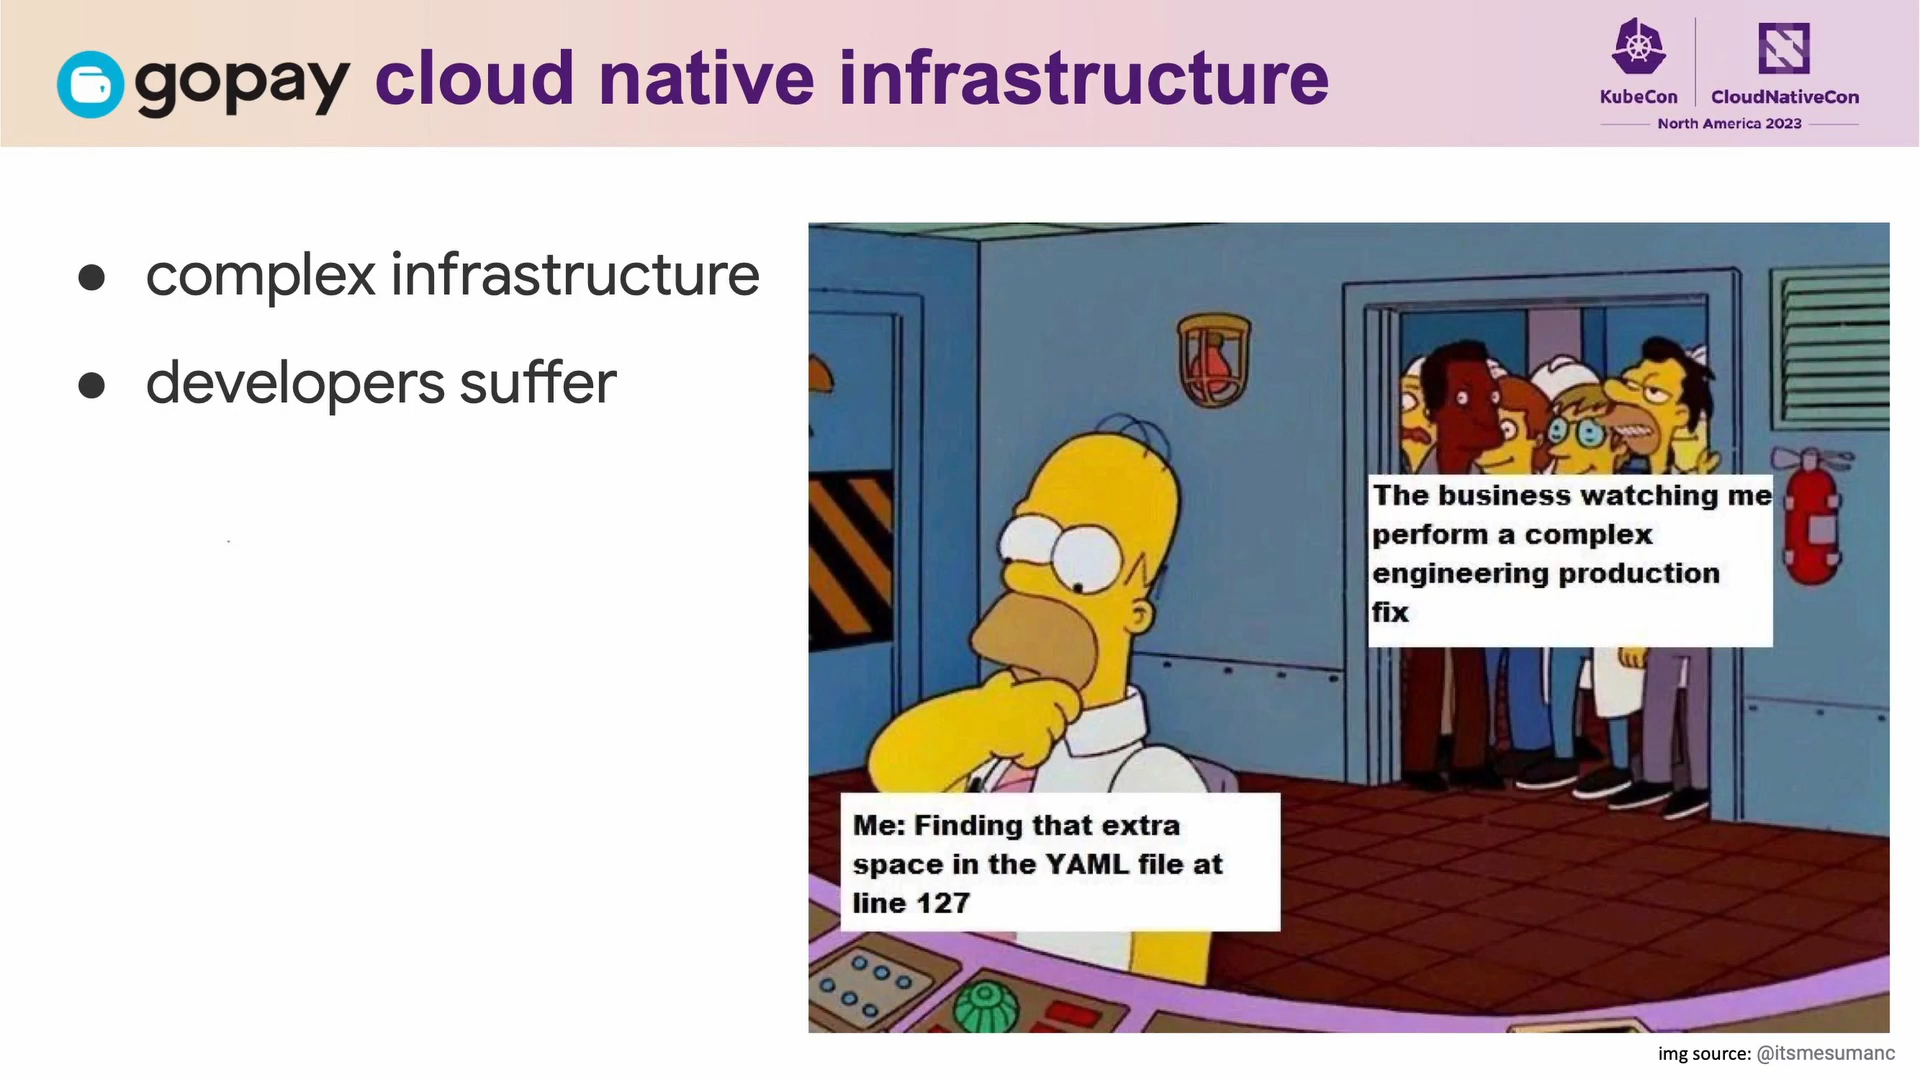 gopay cloud native infrastructure
KubeCon
CloudNativeCon
North America 2023
● complex infrastructure
● developers suffer
The business watching me
perform a complex
engineering production
fix
Me: Finding that extra
space in the YAML file at
line 127
img source: @itsmesumanc